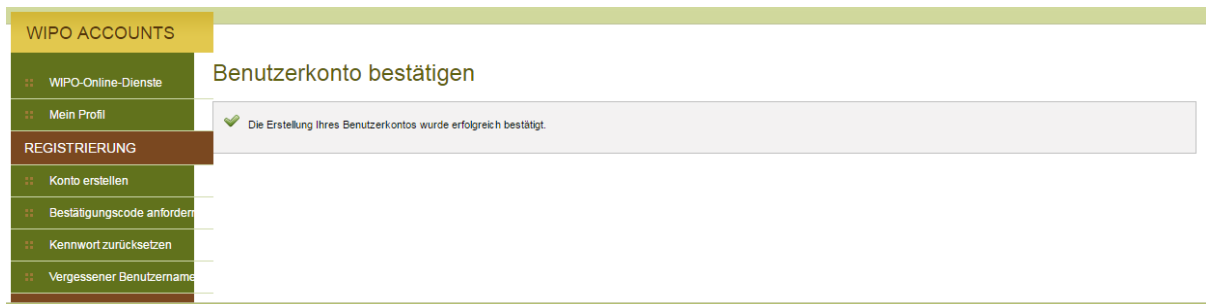 WIPO ACCOUNTS
WIPO-Online-Dienste
Mein Profil
REGISTRIERUNG
Konto erstellen
Bestätigungscode anfordern
Kennwort zurücksetzen
Vergessener Benutzername
Benutzerkonto bestätigen
Die Erstellung Ihres Benutzerkontos wurde erfolgreich bestätigt.